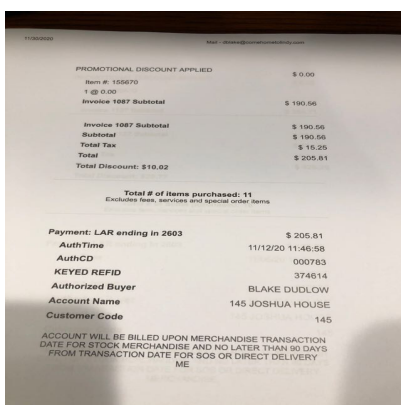 11/30/2020
PROMOTIONAL DISCOUNT APPLIED $ 0.00
Item #: 155670
1 @ 0.00
Invoice 1087 Subtotal $ 190.56
Invoice 1087 Subtotal $ 190.56
Subtotal $ 190.56
Total Tax $ 15.25
Total $ 205.81
Total Discount: $10.02
Total # of items purchased: 11
Excludes fees, services and special order items
Payment: LAR ending in 2603 $ 205.81
AuthTime 11/12/20 11:46:58
AuthCD 000783
KEYED REFID 374614
Authorized Buyer BLAKE DUDLOW
Account Name 145 JOSHUA HOUSE
Customer Code 145
ACCOUNT WILL BE BILLED UPON MERCHANDISE TRANSACTION
DATE FOR STOCK MERCHANDISE AND NO LATER THAN 90 DAYS
FROM TRANSACTION DATE FOR SOS OR DIRECT DELIVERY
ME